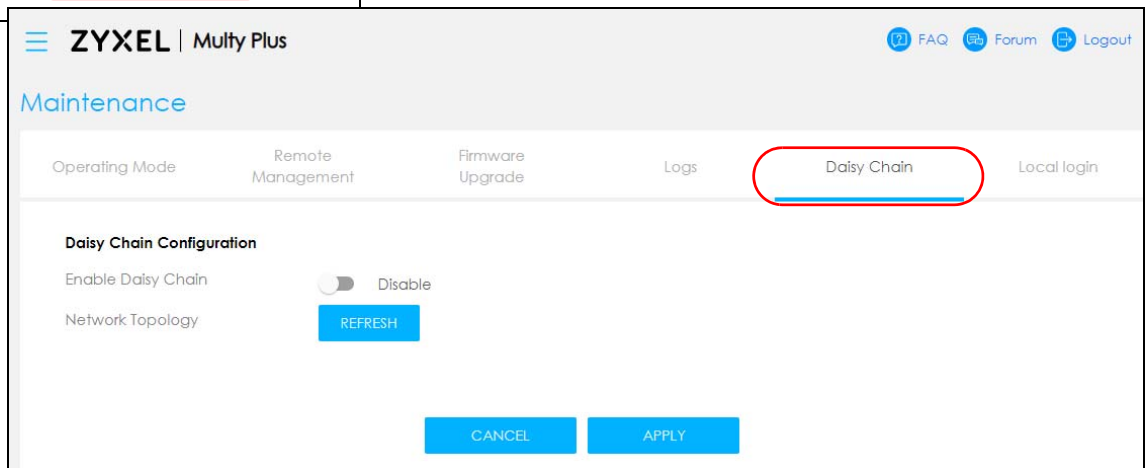 ZYXEL | Multy Plus
FAQ Forum Logout
Maintenance
Operating Mode
Remote
Management
Firmware
Upgrade
Logs
Daisy Chain
Local login
Daisy Chain Configuration
Enable Daisy Chain Disable
Network Topology REFRESH
CANCEL APPLY